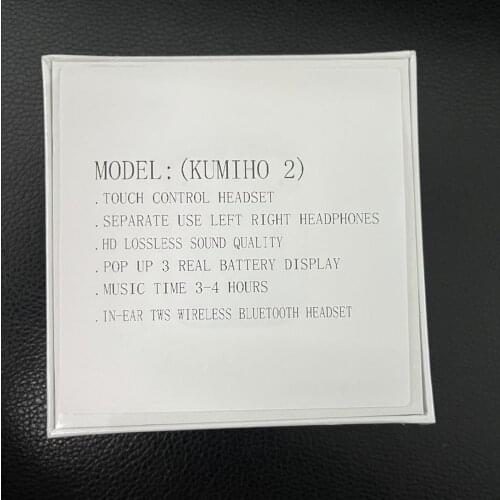 MODEL:(KUMIHO 2)
.TOUCH CONTROL HEADSET
.SEPARATE USE LEFT RIGHT HEADPHONES
.HD LOSSLESS SOUND QUALITY
.POP UP 3 REAL BATTERY DISPLAY
.MUSIC TIME 3-4 HOURS
.IN-EAR TWS WIRELESS BLUETOOTH HEADSET